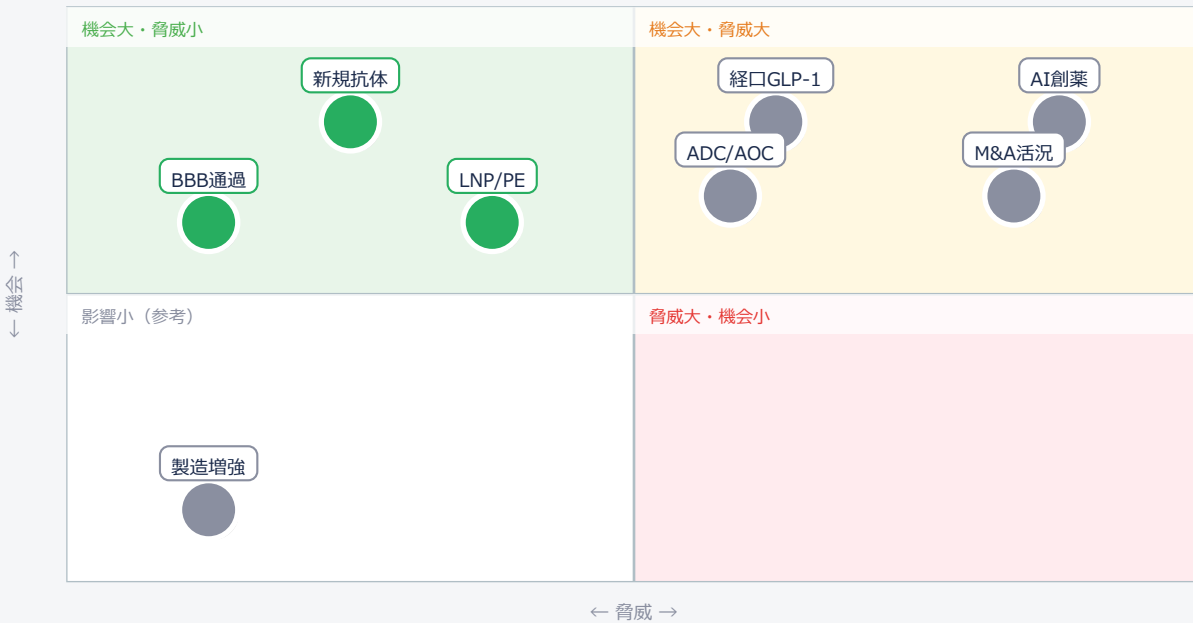 機会大・脅威小
機会大・脅威大
新規抗体
経口GLP-1
AI創薬
ADC/AOC
M&A活況
BBB通過
LNP/PE
← 機会 →
影響小（参考）
脅威大・機会小
製造増強
← 脅威 →